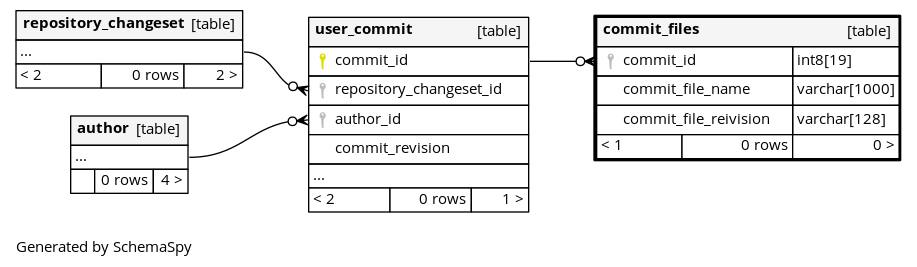 repository_changeset [table]
...
< 2 0 rows 2 >
author [table]
...
0 rows 4 >
user_commit [table]
commit_id
repository_changeset_id
author_id
commit_revision
...
< 2 0 rows 1 >
commit_files [table]
commit_id int8[19]
commit_file_name varchar[1000]
commit_file_reivision varchar[128]
< 1 0 rows 0 >
Generated by SchemaSpy